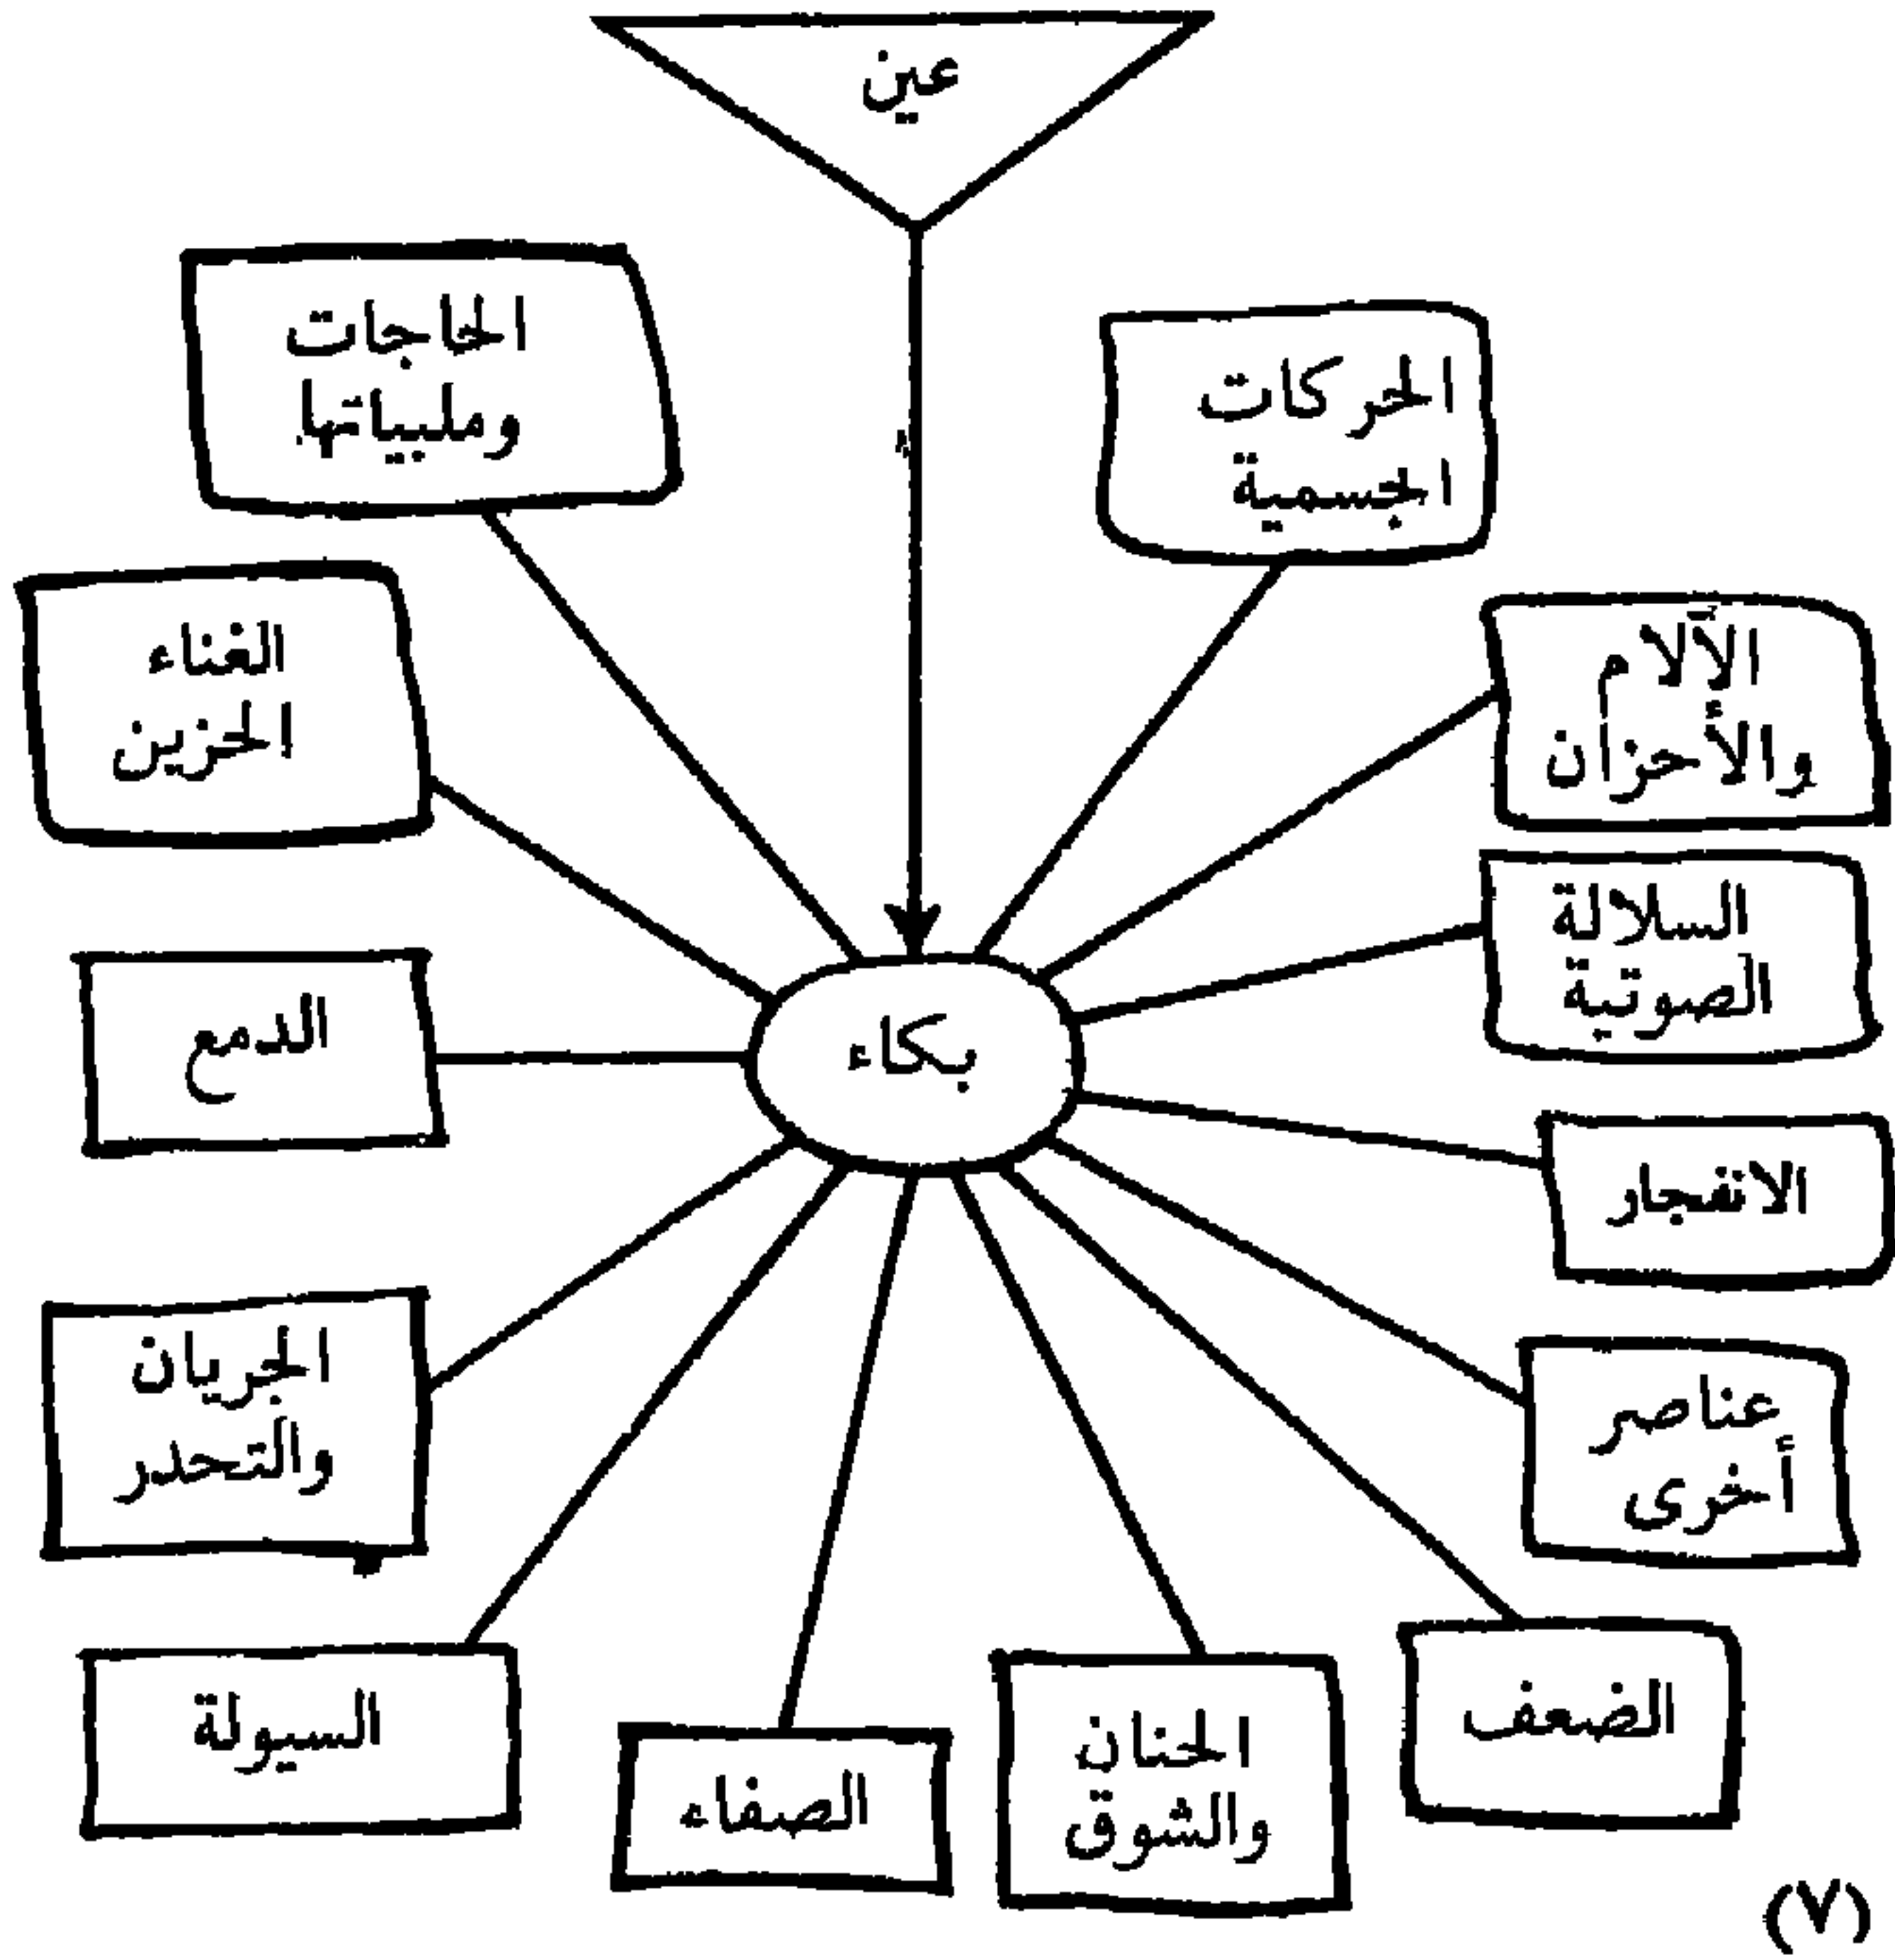 عين
الحركات
الجسمية
الحاجات
وملبياتها
الآلام
والأحزان
الغناء
الحزين
السلالة
الصوتية
بكاء
الدمع
الانفجار
عناصر
أخرى
الجريان
والتحدر
الضعف
الحنان
والشوق
الصفاء
السيولة
(٧)